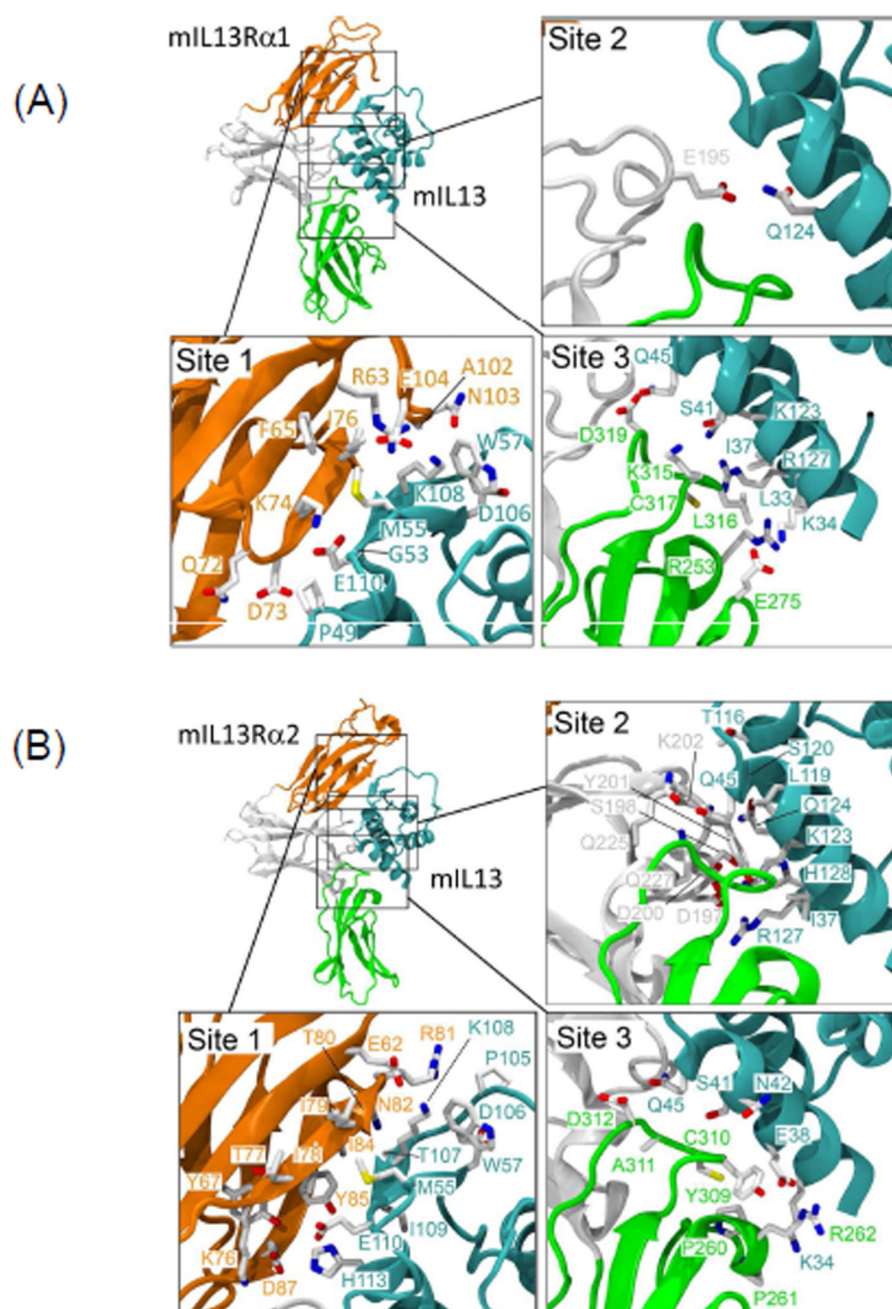 (A)
mIL13Rα1
mIL13
Site 2
E195
Q124
Site 1
R63
E104
A102
N103
F65
I76
W57
K74
K108
D106
M55
G53
Q72
E110
D73
P49
Site 3
Q45
S41
K123
D319
I37
K315
R127
C317
L33
L316
K34
R253
E275
(B)
mIL13Rα2
mIL13
Site 2
T116
K202
S120
Y201
Q45
L119
S198
Q124
Q225
K123
Q227
H128
D200
D197
I37
R127
Site 1
T80
E62
R81
K108
P105
I79
N82
D106
T77
I78
I84
T107
W57
Y67
Y85
M55
I109
K76
E110
D87
H113
Site 3
S41
N42
Q45
D312
C310
E38
A311
Y309
R262
P260
K34
P261